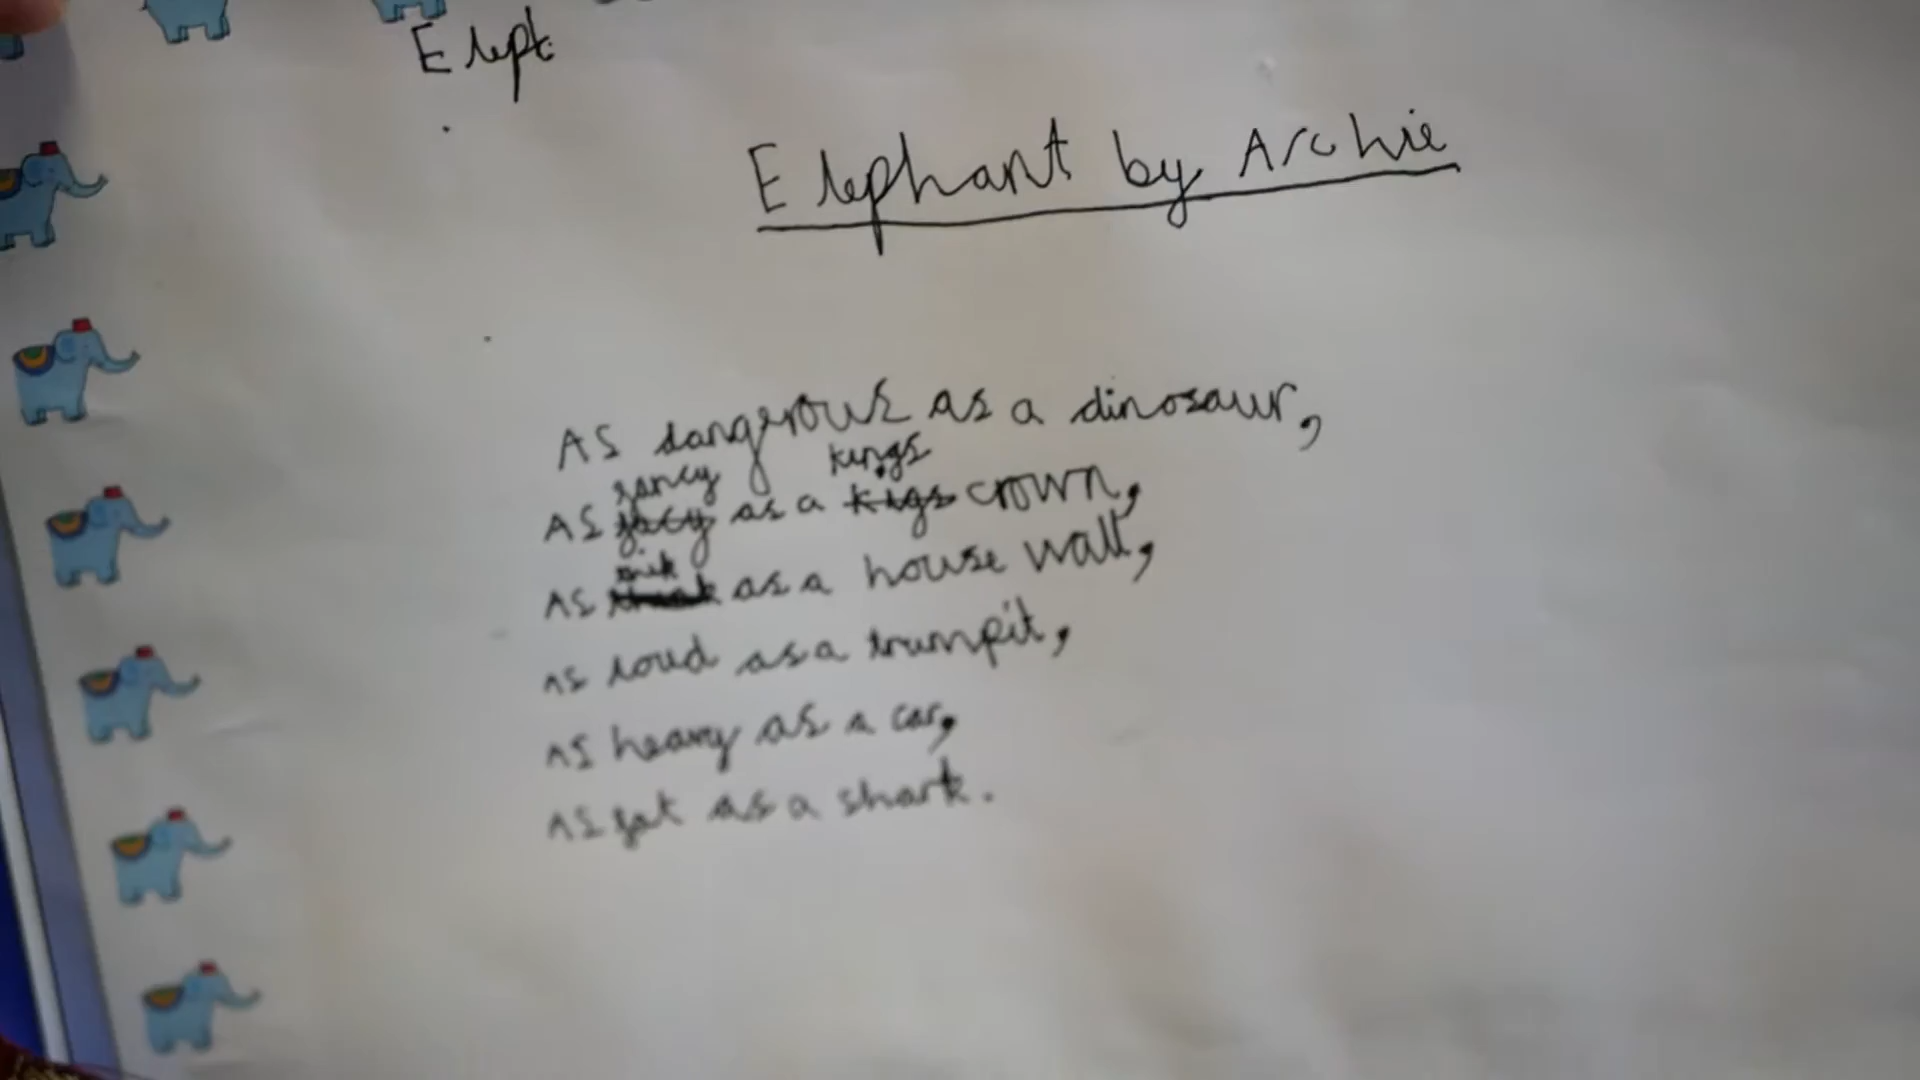 Elept
Elephant by Archie
As dangerous as a dinosaur,
fancy kings
As as a crown,
As as a house wall,
As loud as a trumpit,
As heavy as a car,
As fat as a shark.